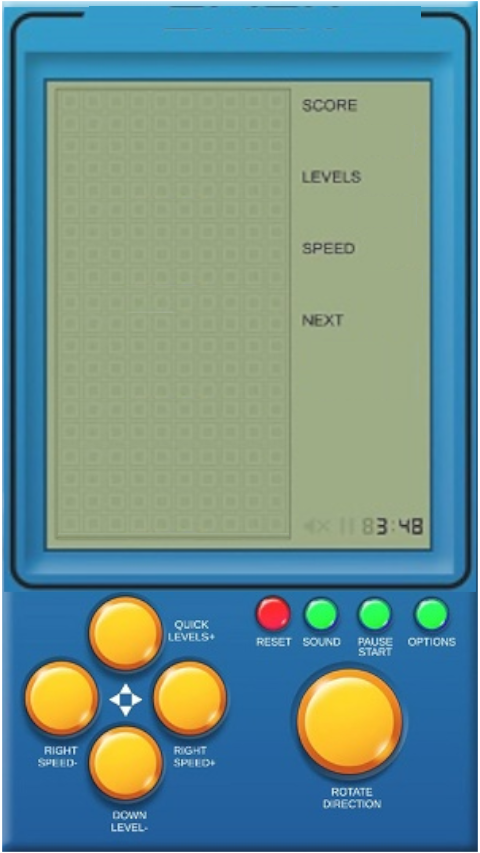 SCORE
LEVELS
SPEED
NEXT
3:48
QUICK
LEVELS+
RESET
SOUND
PAUSE
START
OPTIONS
RIGHT
SPEED-
RIGHT
SPEED+
DOWN
LEVEL-
ROTATE
DIRECTION